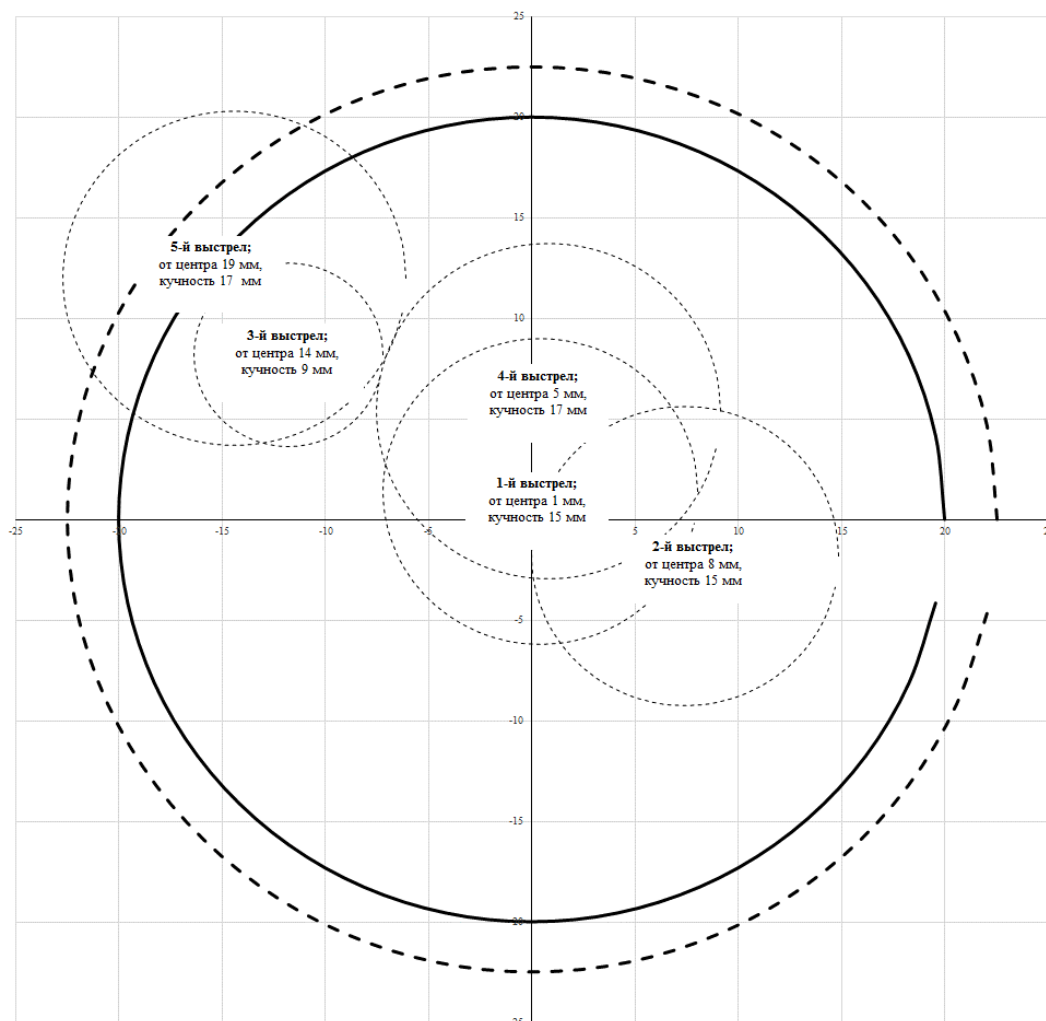 25
20
15
5-й выстрел;
от центра 19 мм,
кучность 17 мм
10
3-й выстрел;
от центра 14 мм,
кучность 9 мм
4-й выстрел;
от центра 5 мм,
кучность 17 мм
1-й выстрел;
от центра 1 мм,
кучность 15 мм
-25 -20 -15 -10 -5 5 10 15 20
2-й выстрел;
от центра 8 мм,
кучность 15 мм
-5
-10
-15
-20